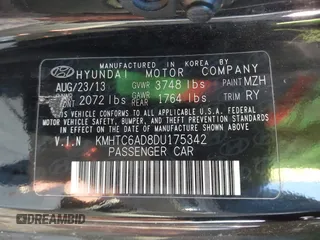 MANUFACTURED IN KOREA BY
HYUNDAI MOTOR COMPANY
AUG/23/13 GVWR 3748 lbs PAINT MZH
GAWR FRONT 2072 lbs GAWR REAR 1764 lbs TRIM RY
THIS VEHICLE CONFORMS TO ALL APPLICABLE U.S. FEDERAL
MOTOR VEHICLE SAFETY, BUMPER, AND THEFT PREVENTION
STANDARDS IN EFFECT ON THE DATE OF MANUFACTURE SHOWN ABOVE.
V.I.N KMHTC6AD8DU175342
PASSENGER CAR
DREAMBID